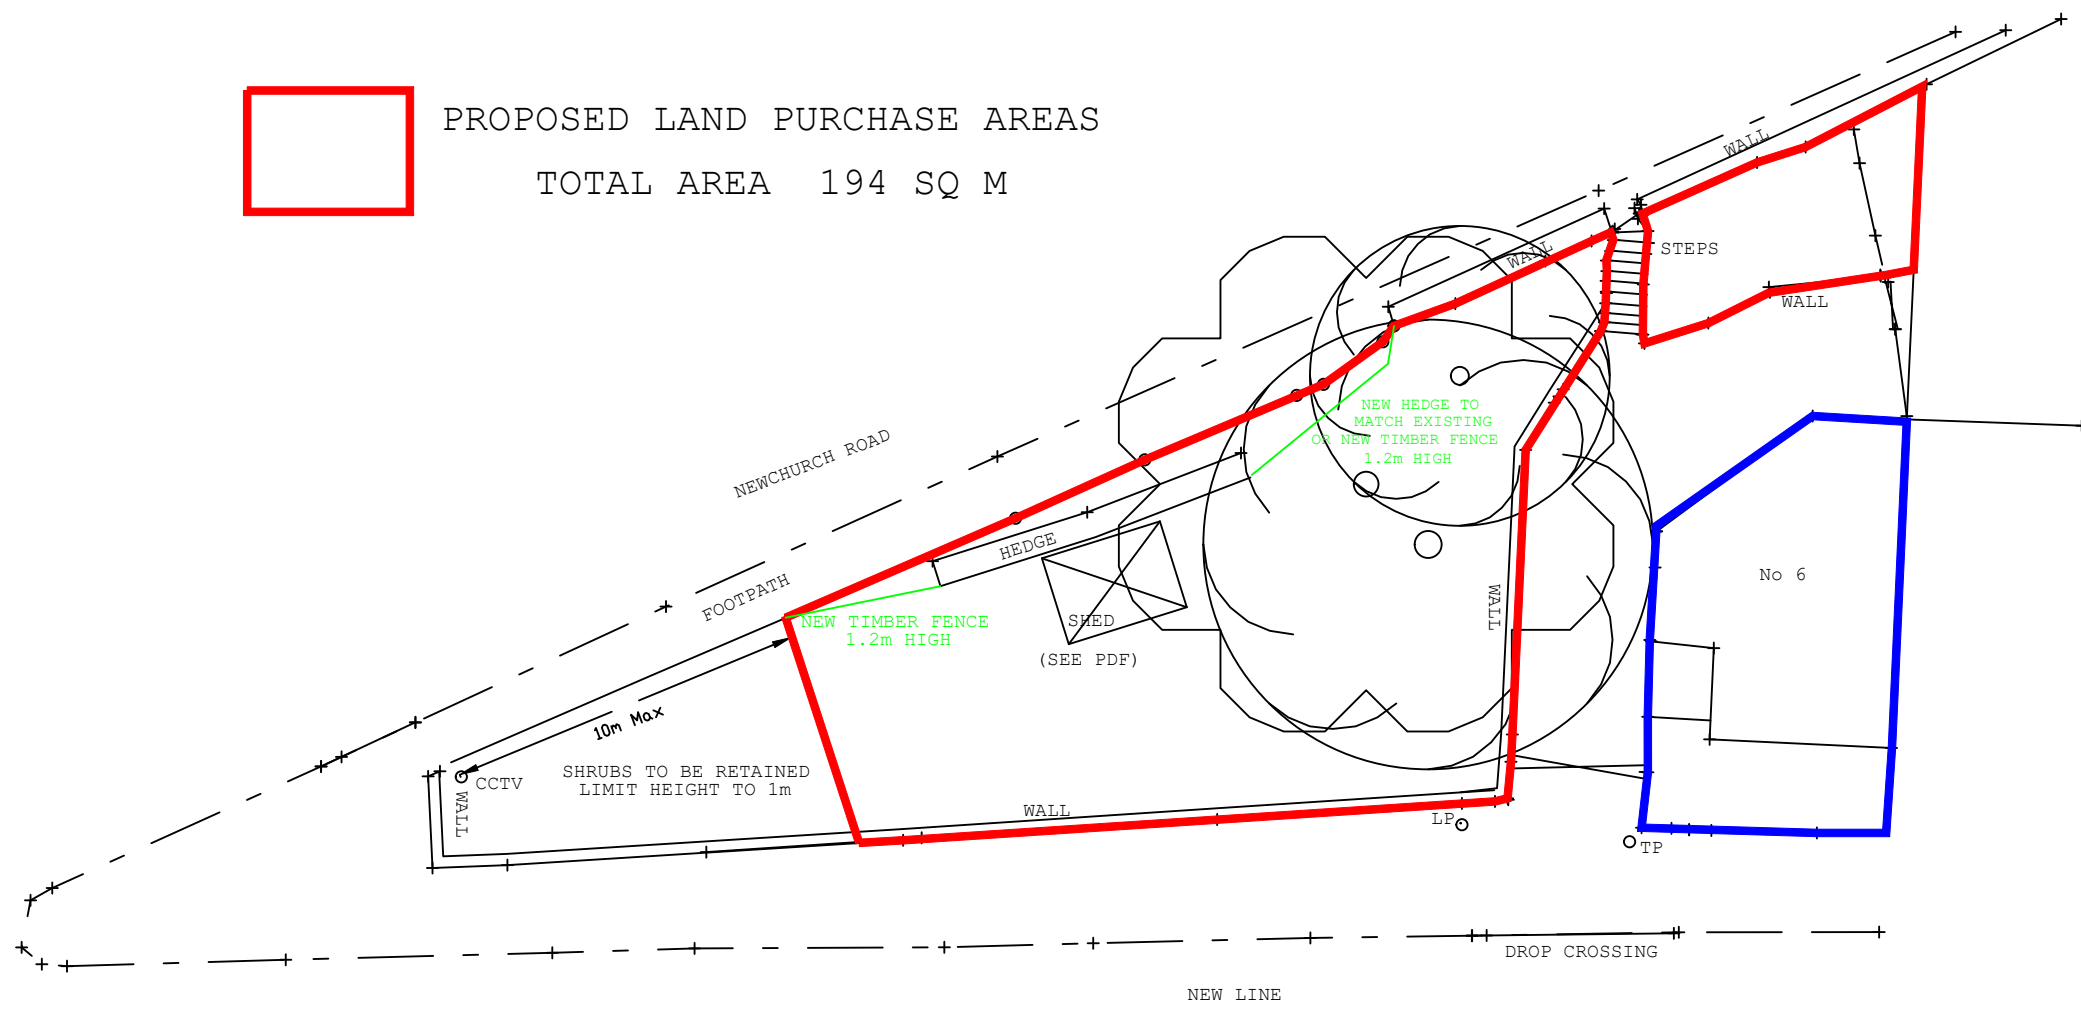 PROPOSED LAND PURCHASE AREAS
TOTAL AREA 194 SQ M
WALL
WALL
STEPS
WALL
NEW HEDGE TO
MATCH EXISTING
OR NEW TIMBER FENCE
1.2m HIGH
NEWCHURCH ROAD
HEDGE
FOOTPATH
No 6
WALL
SHED
(SEE PDF)
NEW TIMBER FENCE
1.2m HIGH
10m Max
CCTV
WALL
SHRUBS TO BE RETAINED
LIMIT HEIGHT TO 1m
WALL
LP
TP
DROP CROSSING
NEW LINE